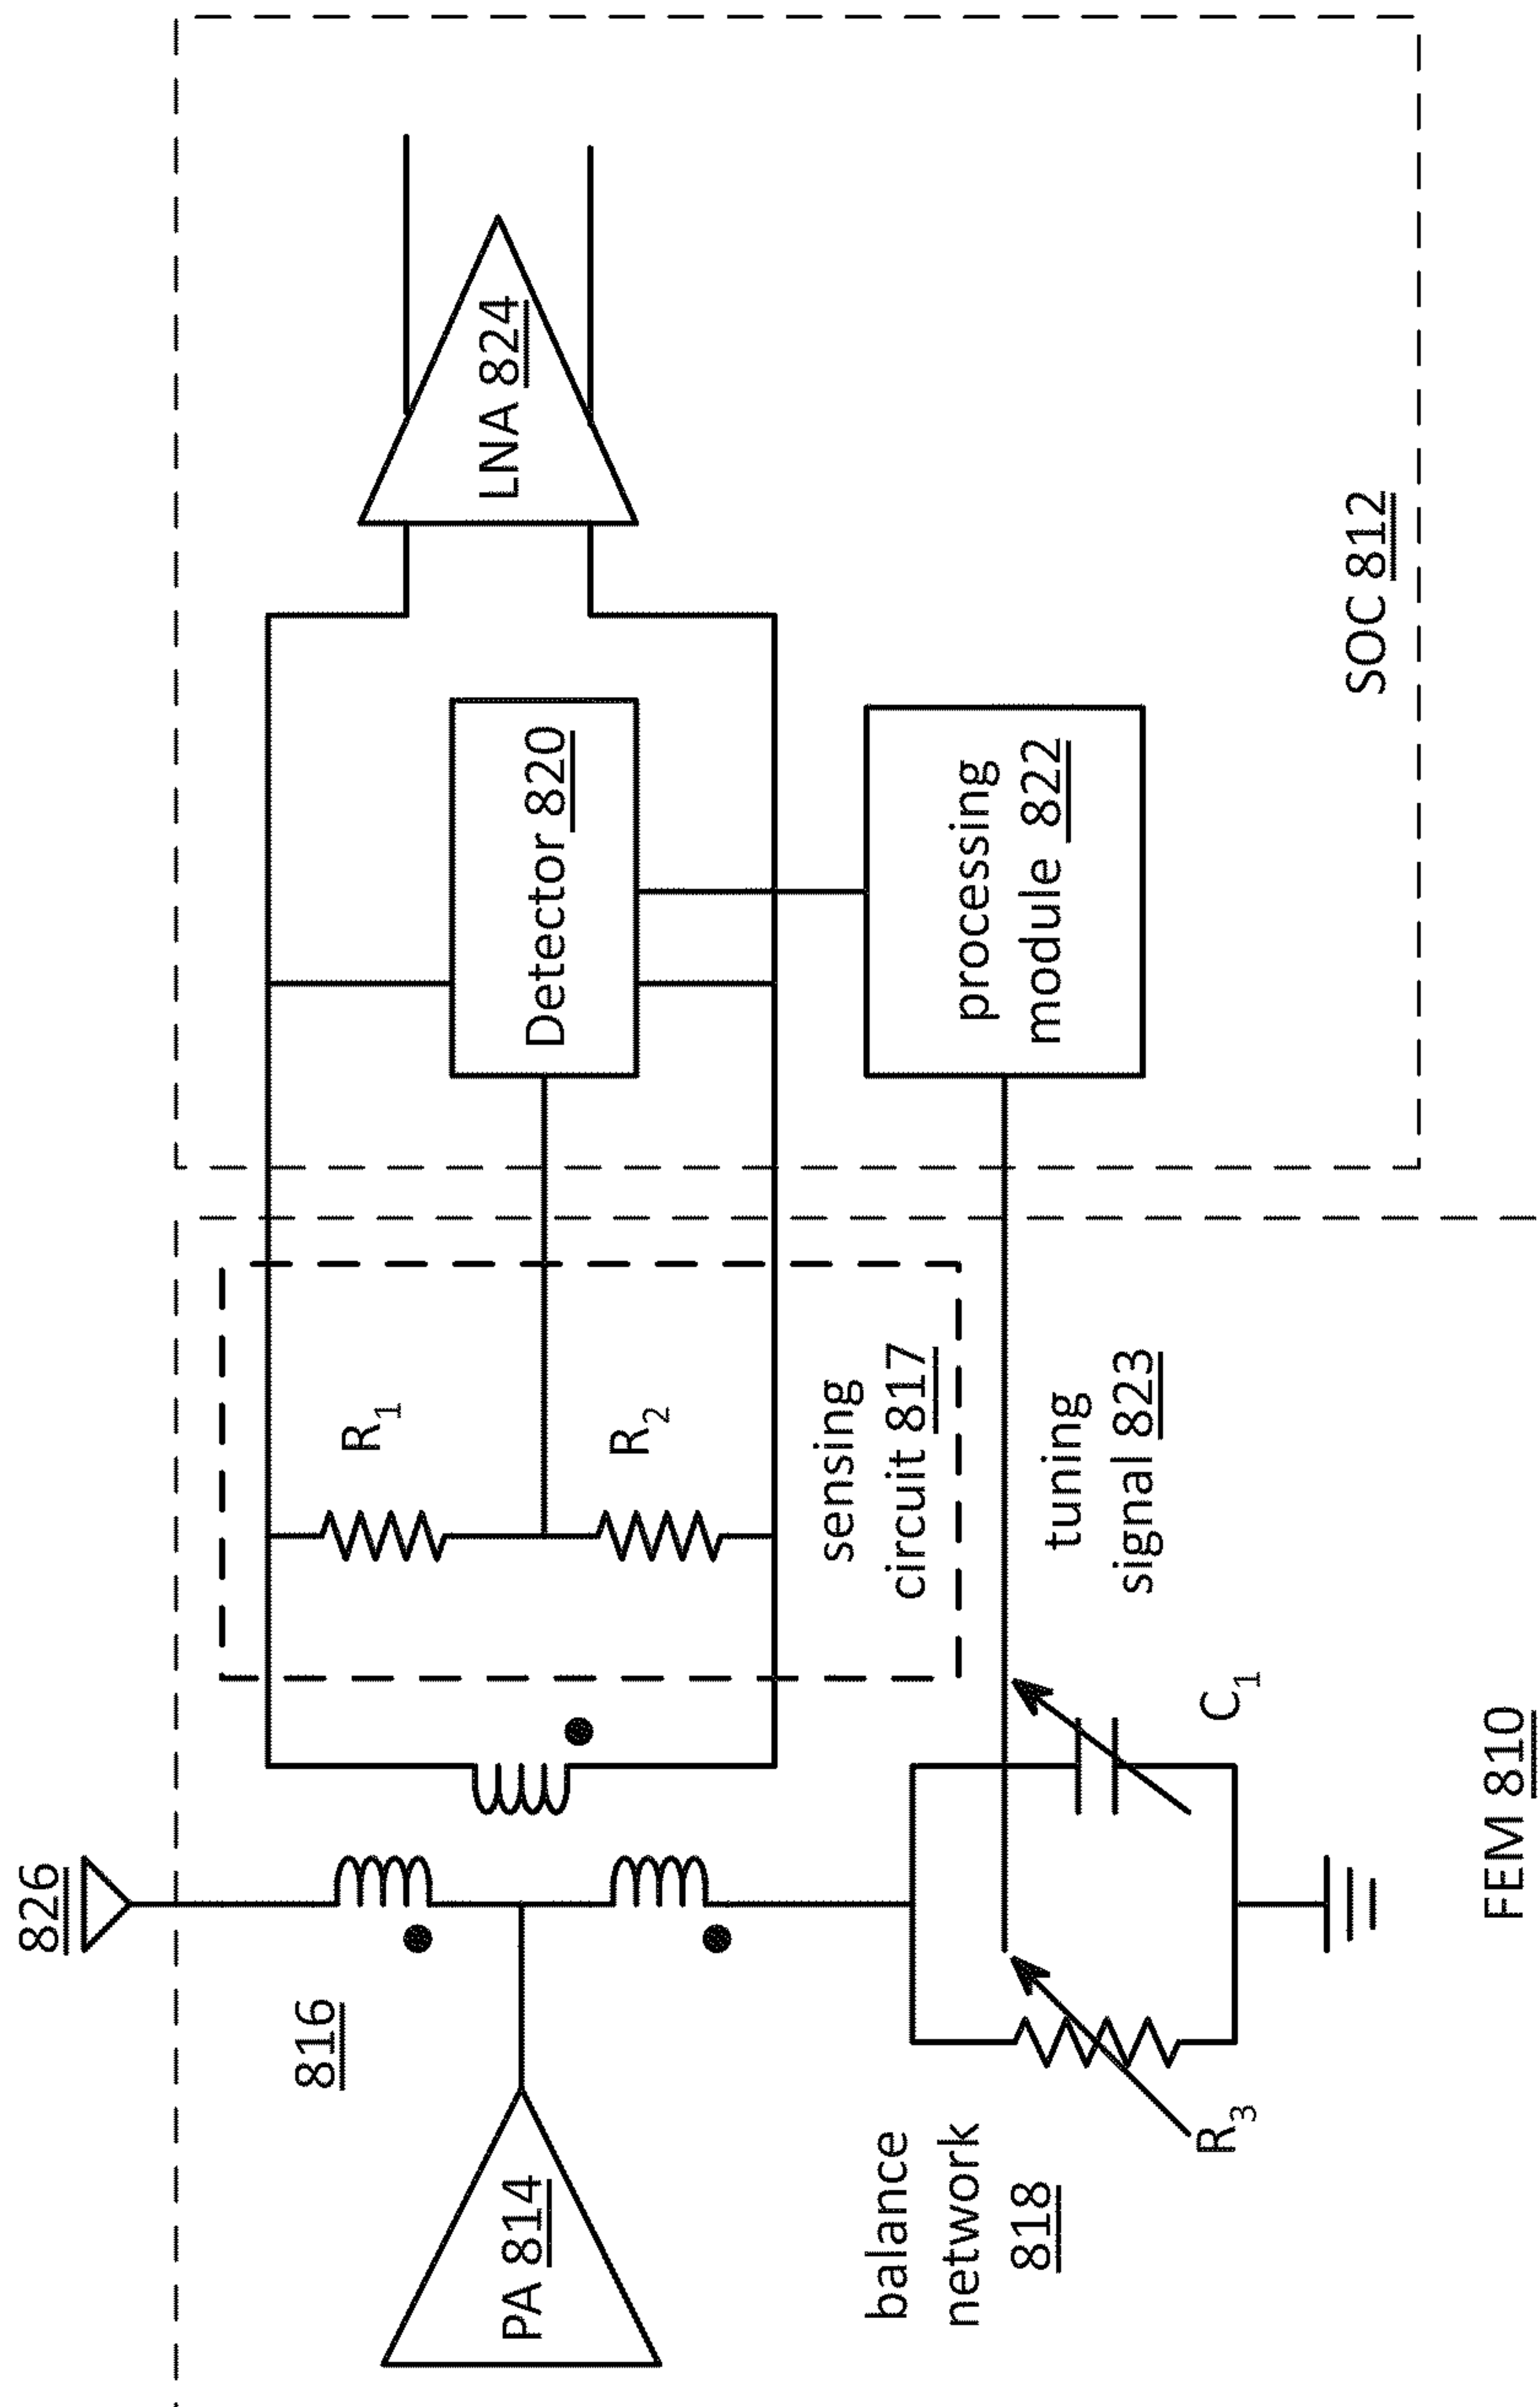 826
816
PA 814
balance
network
818
R3
C1
R1
R2
sensing
circuit 817
tuning
signal 823
FEM 810
Detector 820
processing
module 822
LNA 824
SOC 812